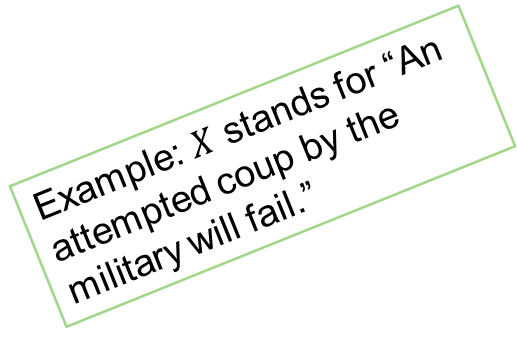 Example: X stands for “An
attempted coup by the
military will fail.”